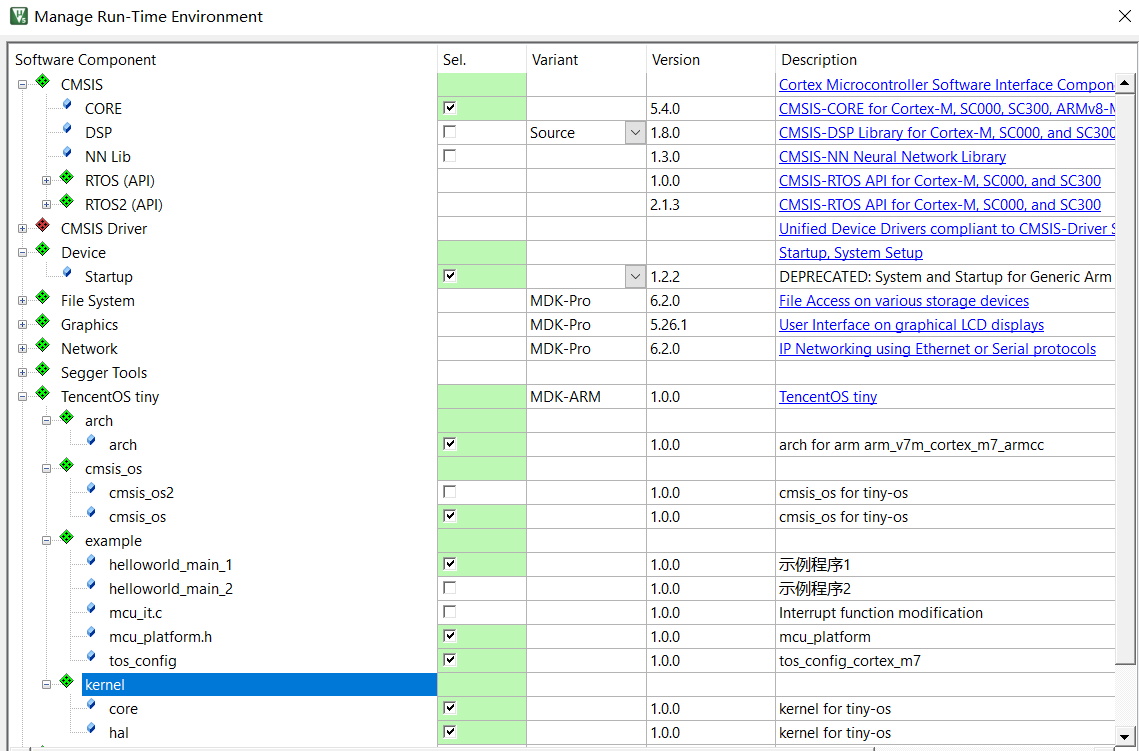 Manage Run-Time Environment
Software Component Sel. Variant Version Description
CMSIS Cortex Microcontroller Software Interface Compon
CORE 5.4.0 CMSIS-CORE for Cortex-M, SC000, SC300, ARMv8-M
DSP Source 1.8.0 CMSIS-DSP Library for Cortex-M, SC000, and SC300
NN Lib 1.3.0 CMSIS-NN Neural Network Library
RTOS (API) 1.0.0 CMSIS-RTOS API for Cortex-M, SC000, and SC300
RTOS2 (API) 2.1.3 CMSIS-RTOS API for Cortex-M, SC000, and SC300
CMSIS Driver Unified Device Drivers compliant to CMSIS-Driver S
Device Startup, System Setup
Startup 1.2.2 DEPRECATED: System and Startup for Generic Arm
File System MDK-Pro 6.2.0 File Access on various storage devices
Graphics MDK-Pro 5.26.1 User Interface on graphical LCD displays
Network MDK-Pro 6.2.0 IP Networking using Ethernet or Serial protocols
Segger Tools
TencentOS tiny MDK-ARM 1.0.0 TencentOS tiny
arch
arch 1.0.0 arch for arm arm_v7m_cortex_m7_armcc
cmsis_os
cmsis_os2 1.0.0 cmsis_os for tiny-os
cmsis_os 1.0.0 cmsis_os for tiny-os
example
helloworld_main_1 1.0.0 示例程序1
helloworld_main_2 1.0.0 示例程序2
mcu_it.c 1.0.0 Interrupt function modification
mcu_platform.h 1.0.0 mcu_platform
tos_config 1.0.0 tos_config_cortex_m7
kernel
core 1.0.0 kernel for tiny-os
hal 1.0.0 kernel for tiny-os